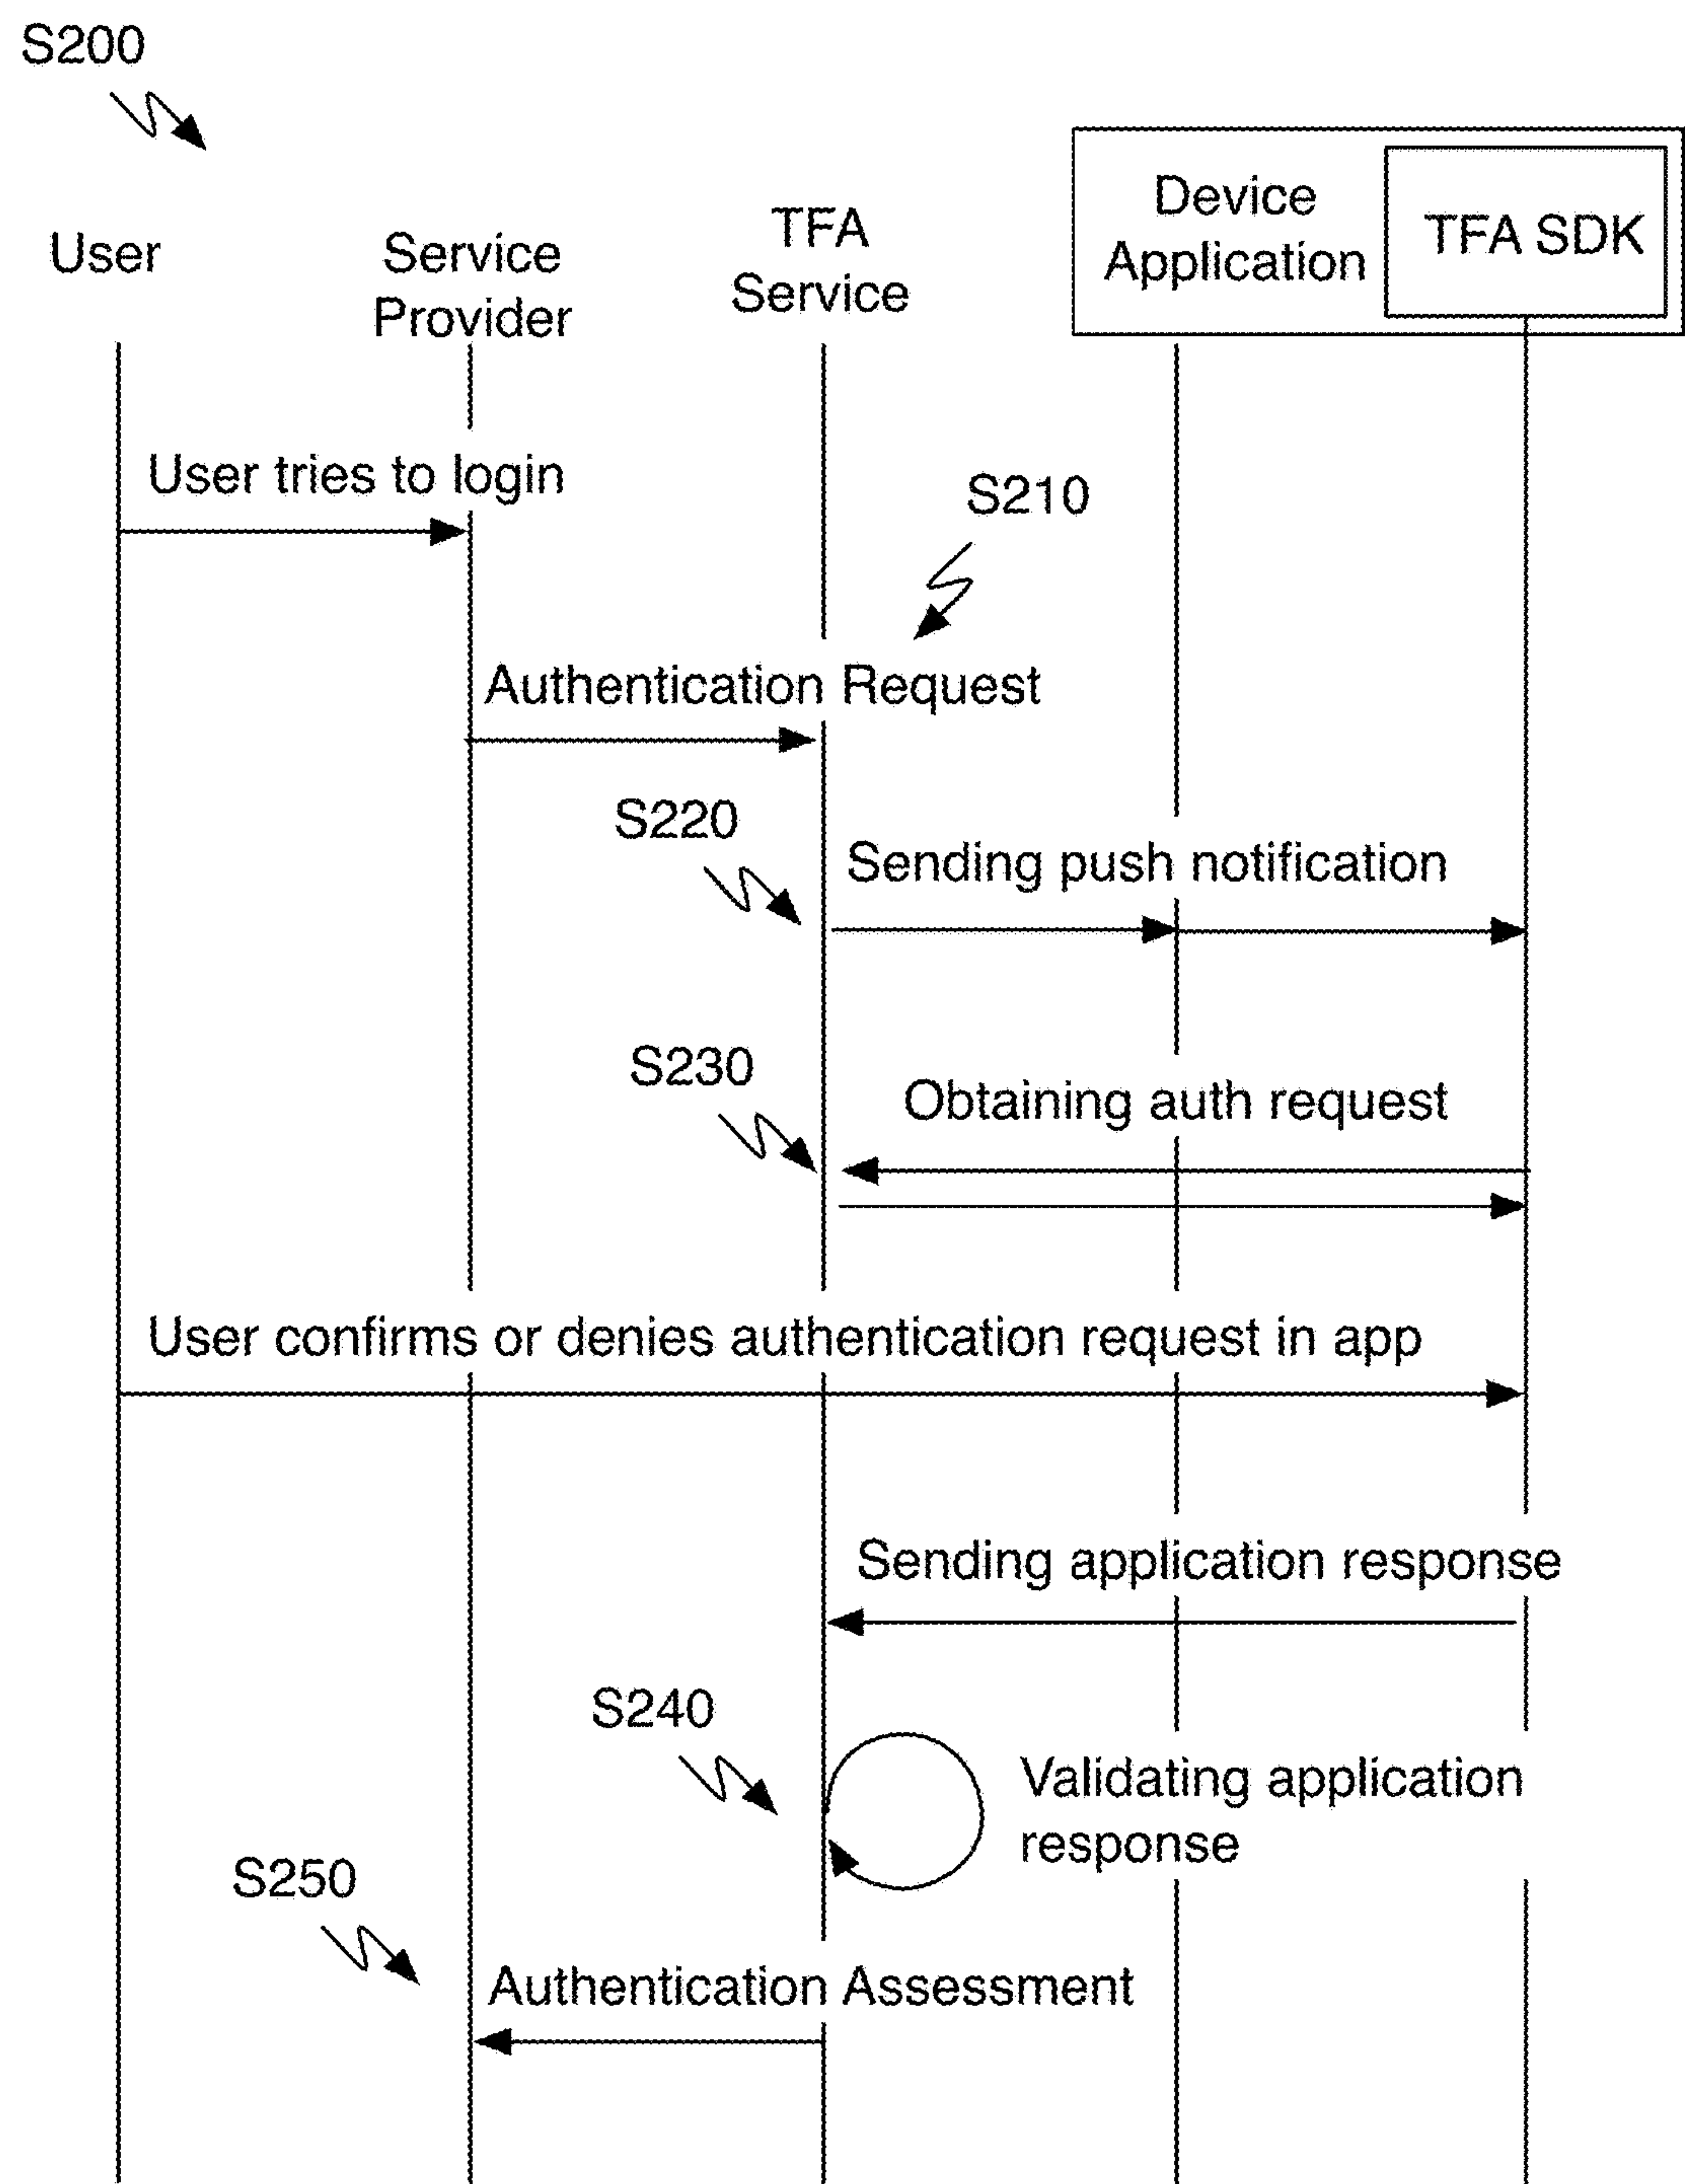 S200
User
Service
Provider
TFA
Service
Device
Application
TFA SDK
User tries to login
S210
Authentication Request
S220
Sending push notification
S230
Obtaining auth request
User confirms or denies authentication request in app
Sending application response
S240
Validating application
response
S250
Authentication Assessment